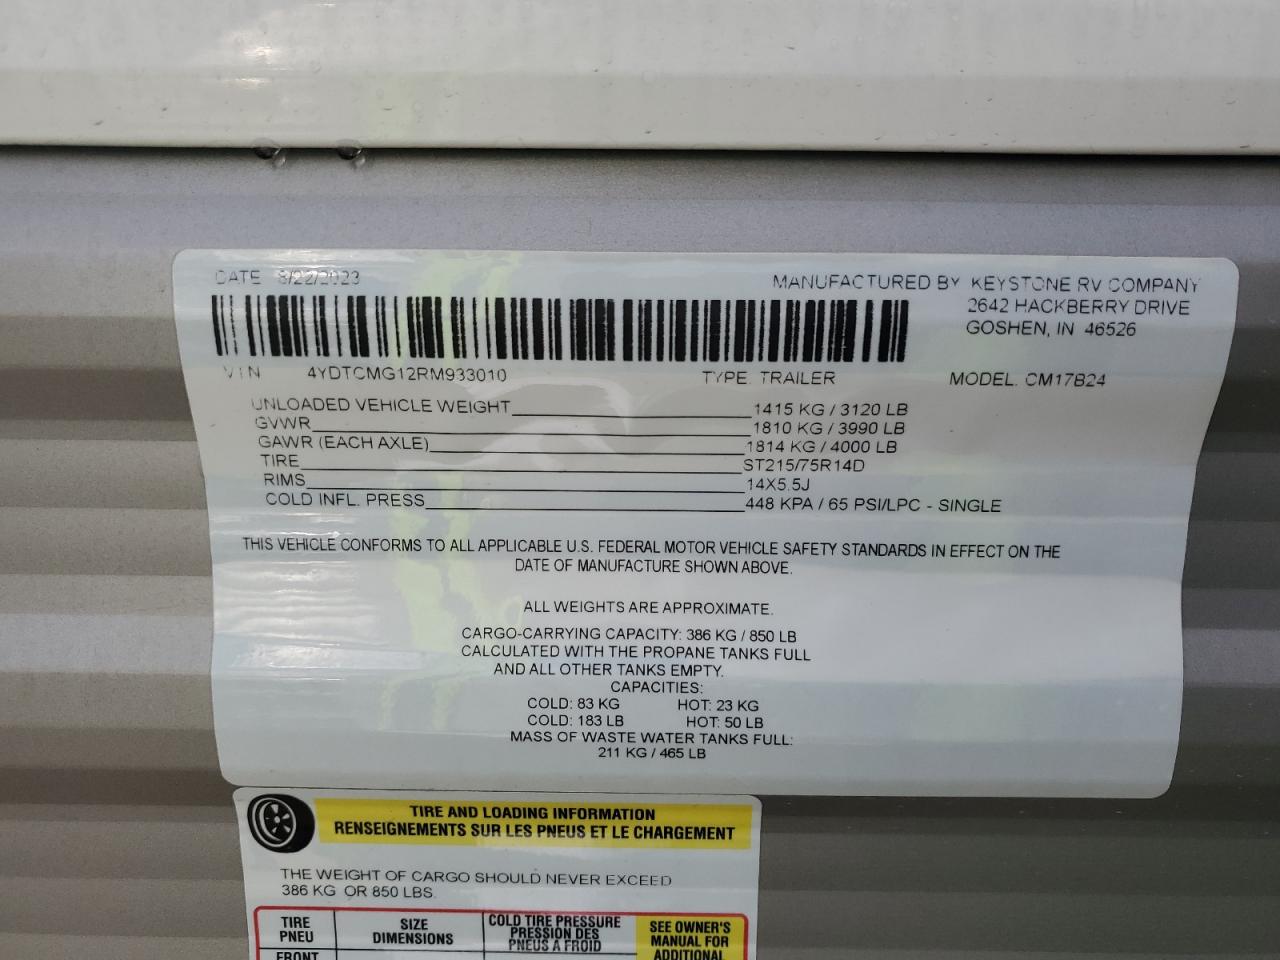 DATE 8/22/2023 MANUFACTURED BY KEYSTONE RV COMPANY
2642 HACKBERRY DRIVE
GOSHEN, IN 46526
VIN 4YDTCMG12RM933010 TYPE. TRAILER MODEL. CM17B24
UNLOADED VEHICLE WEIGHT 1415 KG / 3120 LB
GVWR 1810 KG / 3990 LB
GAWR (EACH AXLE) 1814 KG / 4000 LB
TIRE ST215/75R14D
RIMS 14X5.5J
COLD INFL. PRESS 448 KPA / 65 PSI/LPC - SINGLE
THIS VEHICLE CONFORMS TO ALL APPLICABLE U.S. FEDERAL MOTOR VEHICLE SAFETY STANDARDS IN EFFECT ON THE
DATE OF MANUFACTURE SHOWN ABOVE.
ALL WEIGHTS ARE APPROXIMATE.
CARGO-CARRYING CAPACITY: 386 KG / 850 LB
CALCULATED WITH THE PROPANE TANKS FULL
AND ALL OTHER TANKS EMPTY.
CAPACITIES:
COLD: 83 KG HOT: 23 KG
COLD: 183 LB HOT: 50 LB
MASS OF WASTE WATER TANKS FULL:
211 KG / 465 LB
TIRE AND LOADING INFORMATION
RENSEIGNEMENTS SUR LES PNEUS ET LE CHARGEMENT
THE WEIGHT OF CARGO SHOULD NEVER EXCEED
386 KG OR 850 LBS.
TIRE
PNEU
SIZE
DIMENSIONS
COLD TIRE PRESSURE
PRESSION DES
PNEUS A FROID
SEE OWNER'S
MANUAL FOR
ADDITIONAL
FRONT